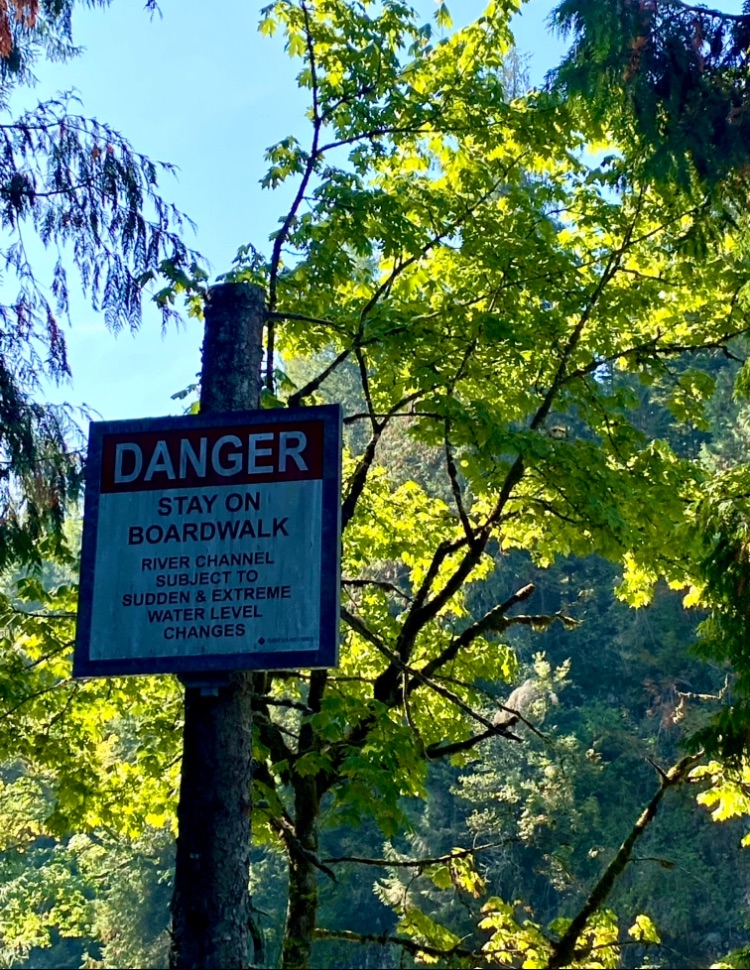 DANGER
STAY ON
BOARDWALK
RIVER CHANNEL
SUBJECT TO
SUDDEN & EXTREME
WATER LEVEL
CHANGES